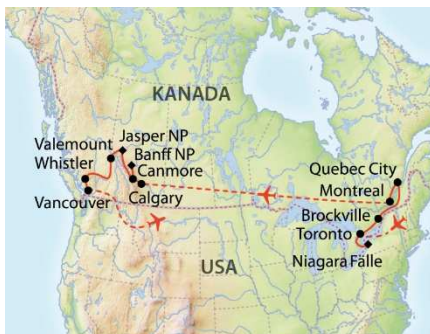 KANADA
Jasper NP
Valemount
Banff NP
Whistler
Canmore
Quebec City
Vancouver
Calgary
Montreal
Brockville
Toronto
USA
Niagara Fälle